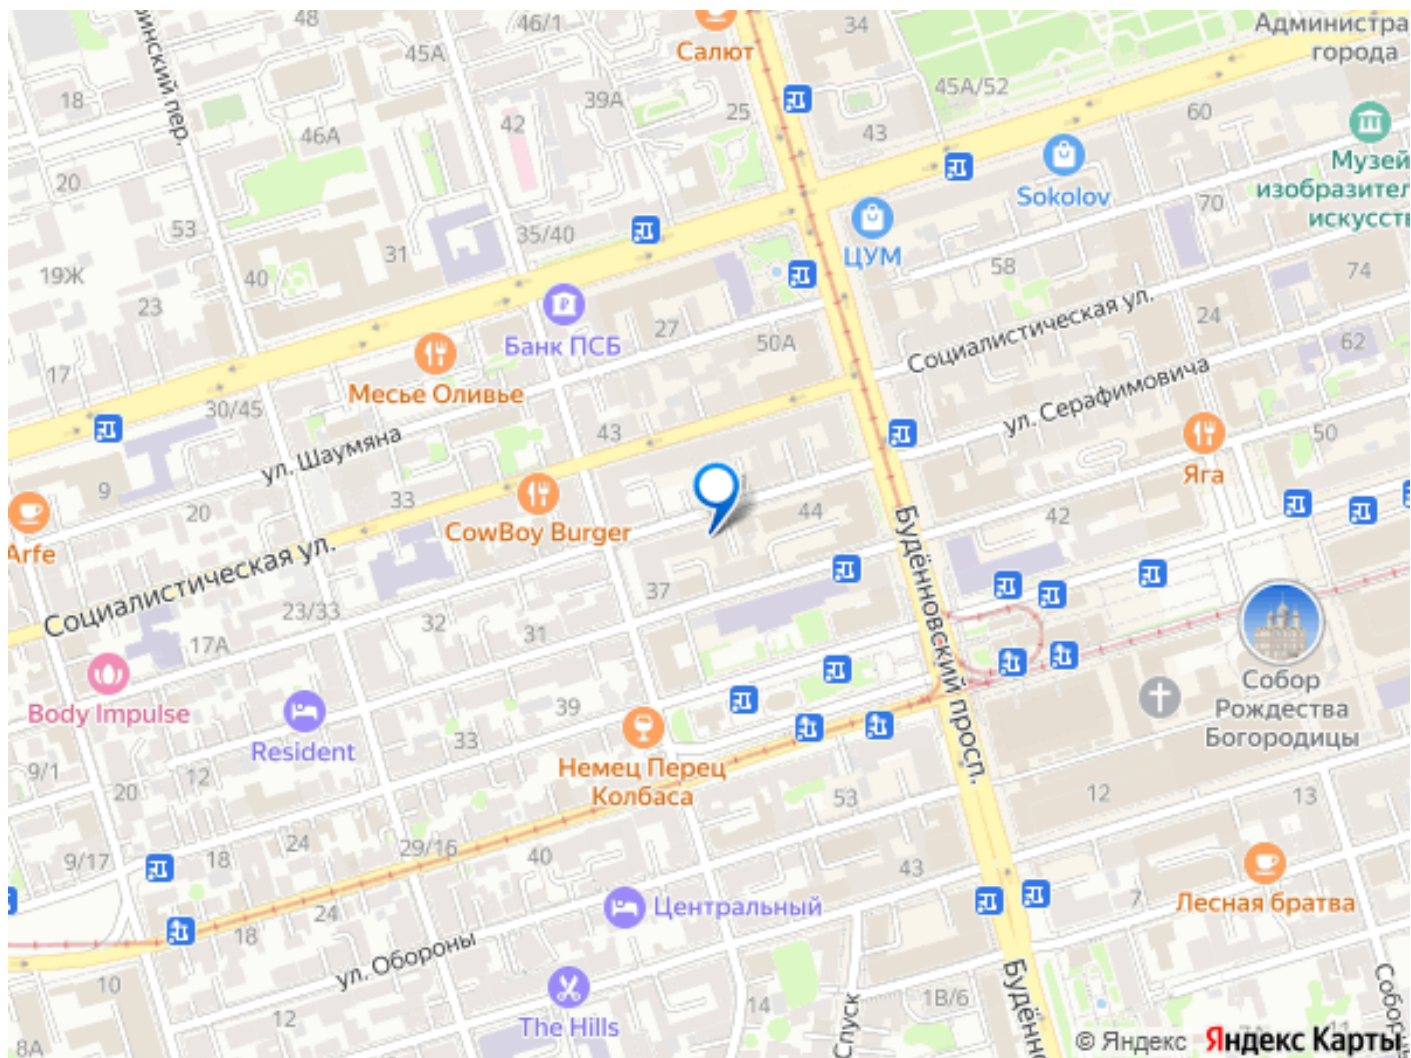 48
46/1
Салют
34
Администра
города
ринский пер.
45А
18
39А
25
45А/52
60
42
43
46А
Музей
изобразител
искусств
20
Sokolov
70
53
35/40
31
ЦУМ
19Ж
40
58
74
23
Банк ПСБ
27
50А
Социалистическая ул.
24
62
17
Месье Оливье
30/45
ул. Шаумяна
43
ул. Серафимовича
50
Яга
9
20
33
CowBoy Burger
44
42
Arfe
Социалистическая ул.
Будённовский просп.
37
23/33
32
31
17А
Body Impulse
39
Собор
Рождества
Богородицы
Resident
33
9/1
12
Немец Перец
Колбаса
20
53
12
13
24
29/16
9/17
18
40
43
7
Лесная братва
24
Центральный
18
ул. Обороны
10
14
1В/6
Спуск
Будённ
Собор
12
The Hills
8А
11
© Яндекс Яндекс Карты